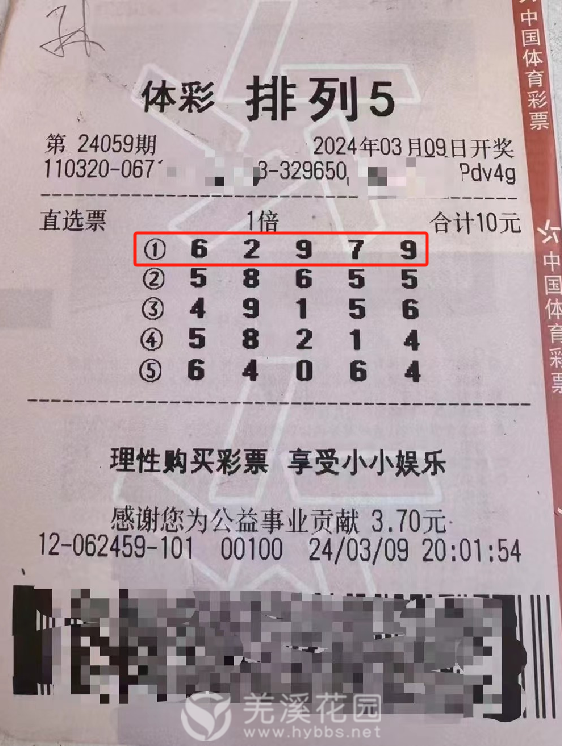 体彩 排列5
第 24059期 2024年03月09日开奖
110320-067 3-329650 Pdv4g
直选票 1倍 合计10元
① 6 2 9 7 9
② 5 8 6 5 5
③ 4 9 1 5 6
④ 5 8 2 1 4
⑤ 6 4 0 6 4
理性购买彩票 享受小小娱乐
感谢您为公益事业贡献 3.70元
12-062459-101 00100 24/03/09 20:01:54
中国体育彩票
中国体育彩票
羌溪花园
www.hybbs.net